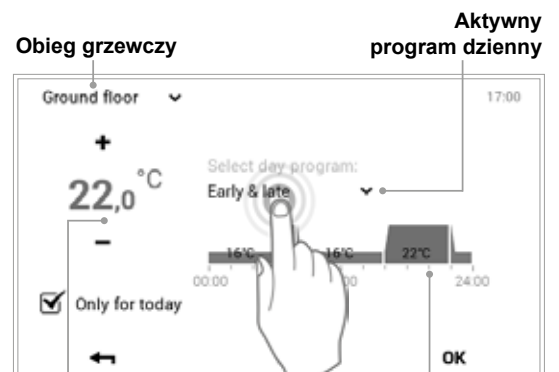 Obieg grzewczy
Aktywny
program dzienny
Ground floor
17:00
+
22,0°C
Select day program:
Early & late
−
16°C
16°C
22°C
00:00
00
24:00
Only for today
OK